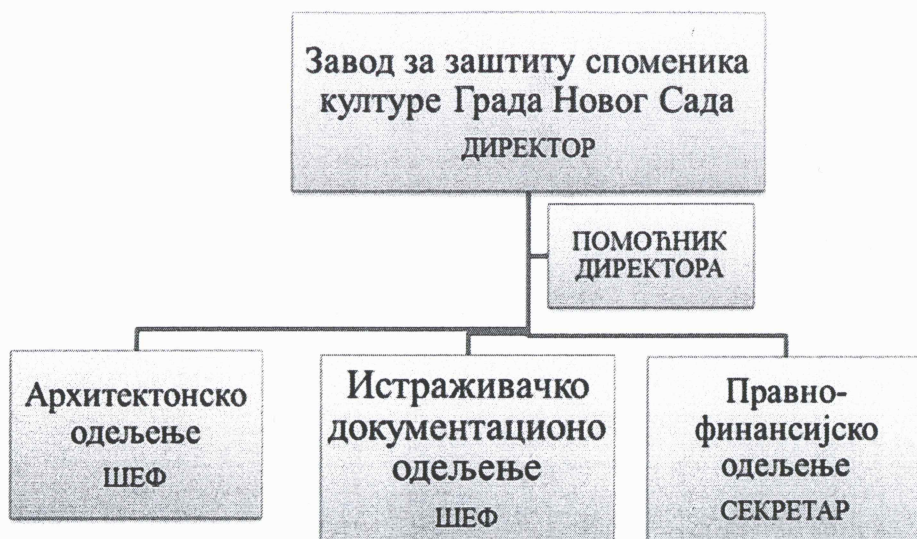 Завод за заштиту споменика
културе Града Новог Сада
ДИРЕКТОР
ПОМОЋНИК
ДИРЕКТОРА
Архитектонско
одељење
ШЕФ
Истраживачко
документационо
одељење
ШЕФ
Правно-
финансијско
одељење
СЕКРЕТАР